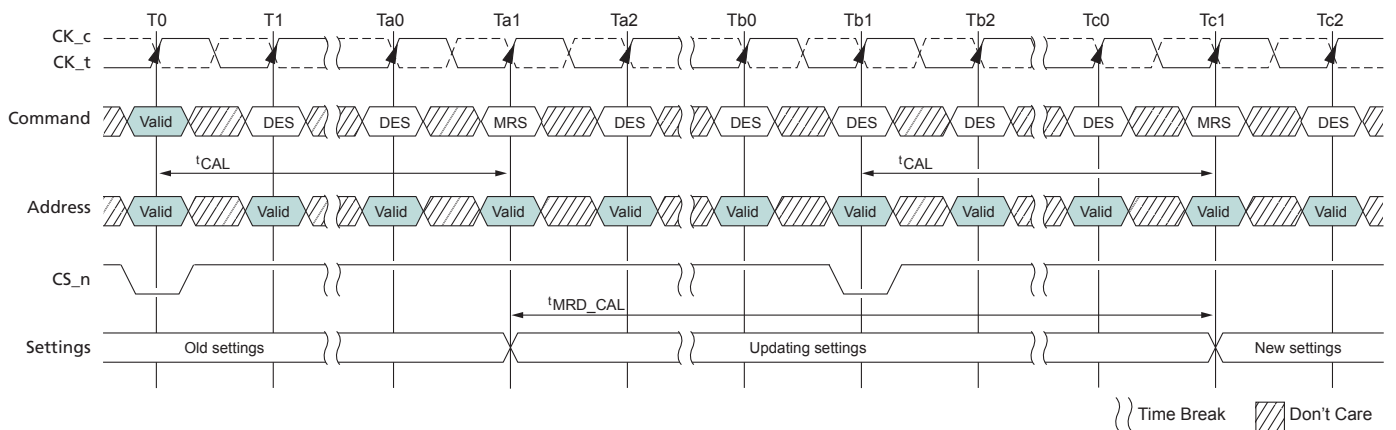 T0 T1 Ta0 Ta1 Ta2 Tb0 Tb1 Tb2 Tc0 Tc1 Tc2
CK_c
CK_t
Command Valid DES DES MRS DES DES DES DES DES MRS DES
tCAL tCAL
Address Valid Valid Valid Valid Valid Valid Valid Valid Valid Valid Valid
CS_n
tMRD_CAL
Settings Old settings Updating settings New settings
Time Break Don't Care